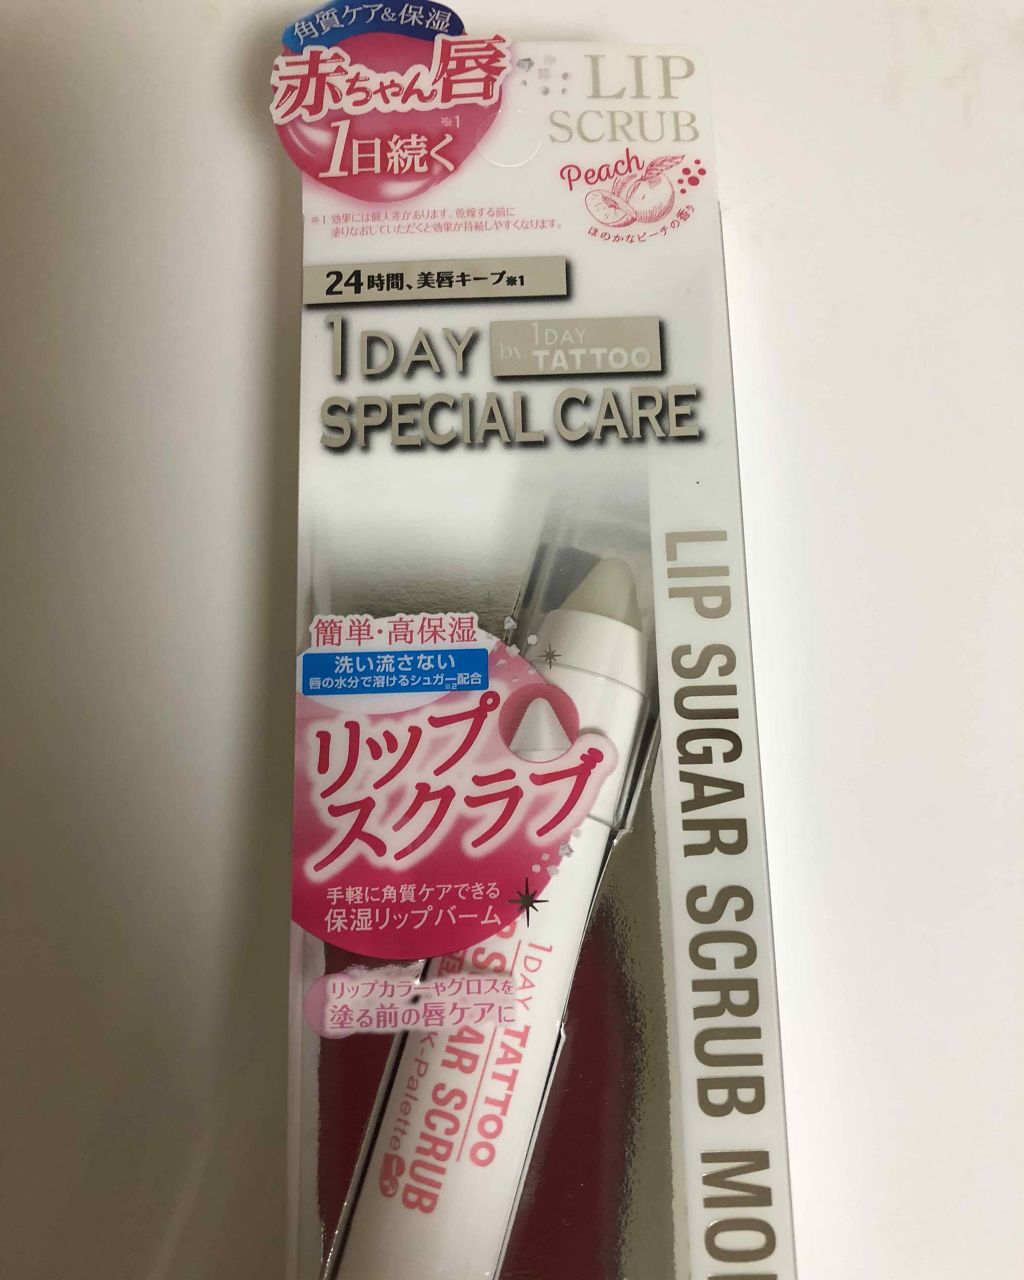 角質ケア&保湿
赤ちゃん唇
1日続く※1
LIP
SCRUB
Peach
ほのかなピーチの香り
※1 効果には個人差があります。乾燥する前に
塗りなおしていただくと効果が持続しやすくなります。
24時間、美唇キープ※1
1DAY by 1DAY TATTOO
SPECIAL CARE
簡単・高保湿
洗い流さない
唇の水分で溶けるシュガー配合※2
リップ
スクラブ
手軽に角質ケアできる
保湿リップバーム
リップカラーやグロスを
塗る前の唇ケアに
LIP SUGAR SCRUB MO
1DAY TATTOO
AR SCRUB
K-Palette